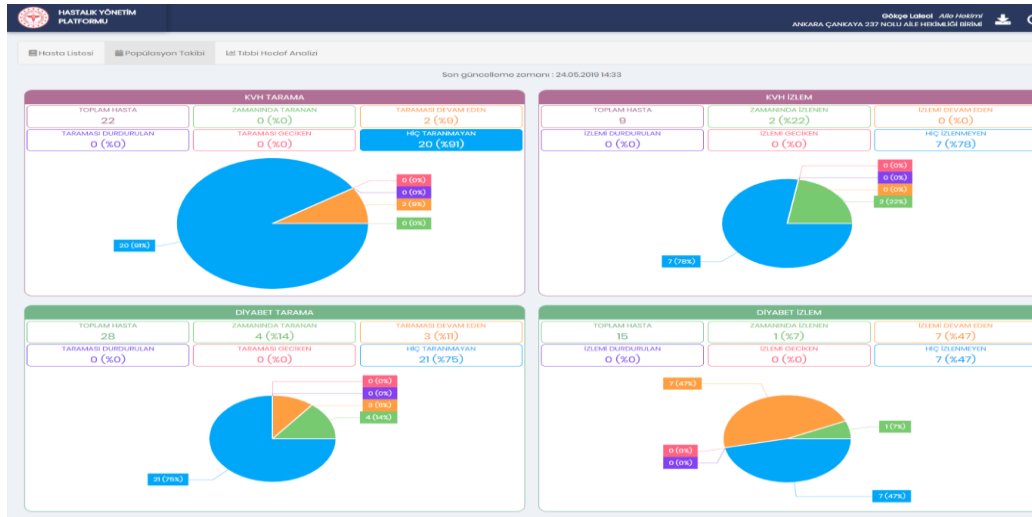 HASTALIK YÖNETİM
PLATFORMU
Gökçe Laleci Aile Hekimi
ANKARA ÇANKAYA 237 NOLU AİLE HEKİMLİĞİ BİRİMİ
Hasta Listesi Popülasyon Takibi Tıbbi Hedef Analizi
Son güncelleme zamanı : 24.05.2019 14:33
KVH TARAMA
TOPLAM HASTA ZAMANINDA TARANAN TARAMASI DEVAM EDEN
22 0 (%0) 2 (%9)
TARAMASI DURDURULAN TARAMASI GECİKEN HİÇ TARANMAYAN
0 (%0) 0 (%0) 20 (%91)
0 (0%)
0 (0%)
2 (9%)
0 (0%)
20 (91%)
KVH İZLEM
TOPLAM HASTA ZAMANINDA İZLENEN İZLEMİ DEVAM EDEN
9 2 (%22) 0 (%0)
İZLEMİ DURDURULAN İZLEMİ GECİKEN HİÇ İZLENMEYEN
0 (%0) 0 (%0) 7 (%78)
0 (0%)
0 (0%)
0 (0%)
2 (22%)
7 (78%)
DİYABET TARAMA
TOPLAM HASTA ZAMANINDA TARANAN TARAMASI DEVAM EDEN
28 4 (%14) 3 (%11)
TARAMASI DURDURULAN TARAMASI GECİKEN HİÇ TARANMAYAN
0 (%0) 0 (%0) 21 (%75)
0 (0%)
0 (0%)
3 (11%)
4 (14%)
21 (75%)
DİYABET İZLEM
TOPLAM HASTA ZAMANINDA İZLENEN İZLEMİ DEVAM EDEN
15 1 (%7) 7 (%47)
İZLEMİ DURDURULAN İZLEMİ GECİKEN HİÇ İZLENMEYEN
0 (%0) 0 (%0) 7 (%47)
7 (47%)
1 (7%)
0 (0%)
0 (0%)
7 (47%)